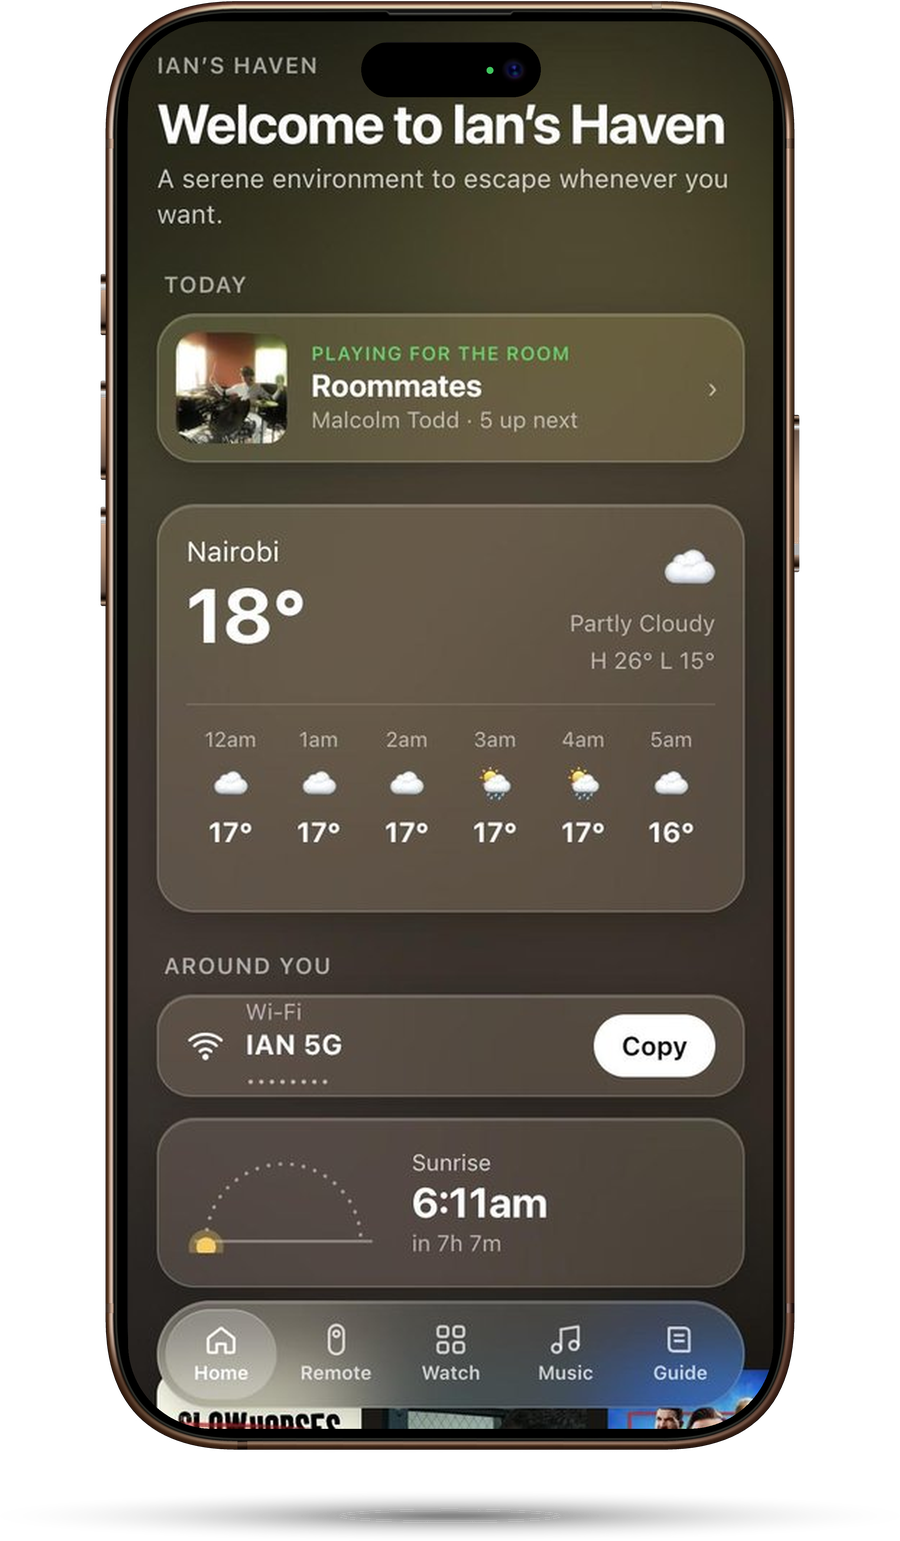 IAN'S HAVEN
Welcome to Ian's Haven
A serene environment to escape whenever you
want.
TODAY
PLAYING FOR THE ROOM
Roommates
Malcolm Todd · 5 up next
Nairobi
18°
Partly Cloudy
H 26° L 15°
12am 1am 2am 3am 4am 5am
17° 17° 17° 17° 17° 16°
AROUND YOU
Wi-Fi
IAN 5G
••••••••
Copy
Sunrise
6:11am
in 7h 7m
Home Remote Watch Music Guide
SLOW HORSES